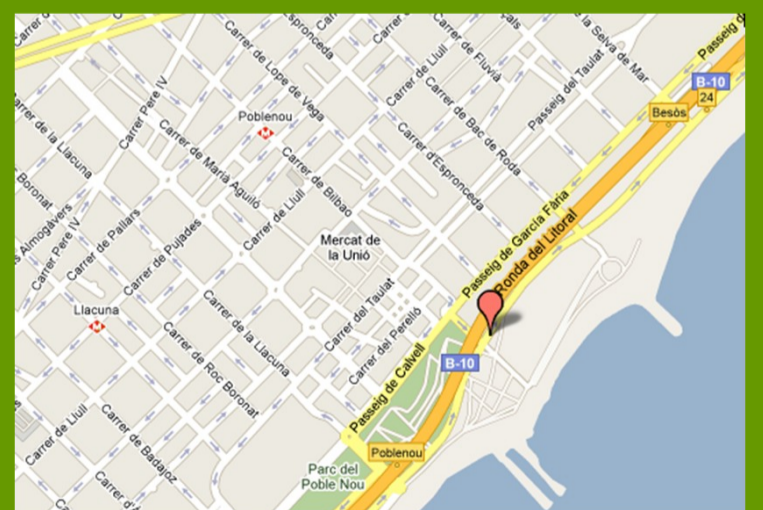 Carrer de Lope de Vega
Espronceda
Carrer de Llull
Carrer de Fluvià
la Selva de Mar
Passeig d
Passeig del Taulat
B-10
24
Besòs
Carrer Pere IV
Poblenou
Carrer de Bac de Roda
Carrer d'Espronceda
Carrer de la Llacuna
Carrer de Marià Aguiló
Carrer de Bilbao
Boronat
Almogàvers
Carrer Pere IV
Carrer de Pallars
Carrer de Pujades
Carrer de Llull
Mercat de
la Unió
Passeig de García Fària
Ronda del Litoral
Llacuna
Carrer de la Llacuna
Carrer del Taulat
Carrer del Perelló
Carrer de Roc Boronat
Passeig de Calvell
B-10
Carrer de Llull
Carrer de Badajoz
Poblenou
Parc del
Poble Nou
Carrer d'